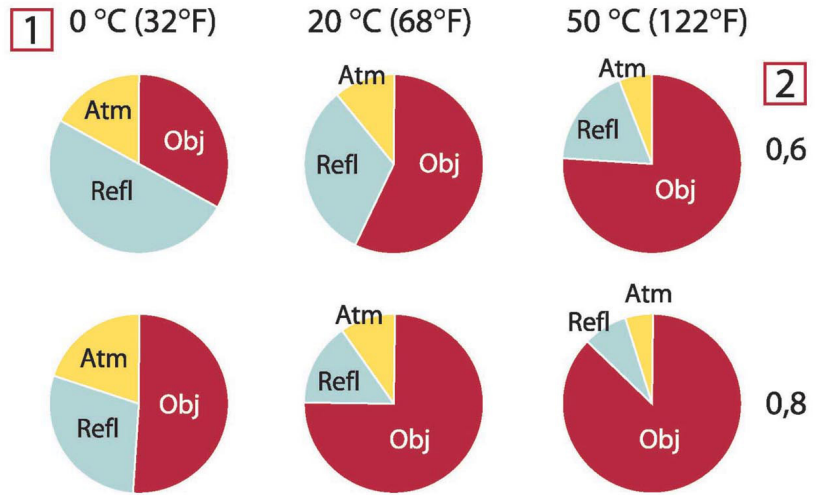 1 0 °C (32°F) 20 °C (68°F) 50 °C (122°F)
2
Atm Obj Refl
Atm Refl Obj
Atm Refl Obj
0,6
Atm Obj Refl
Atm Refl Obj
Atm Refl Obj
0,8